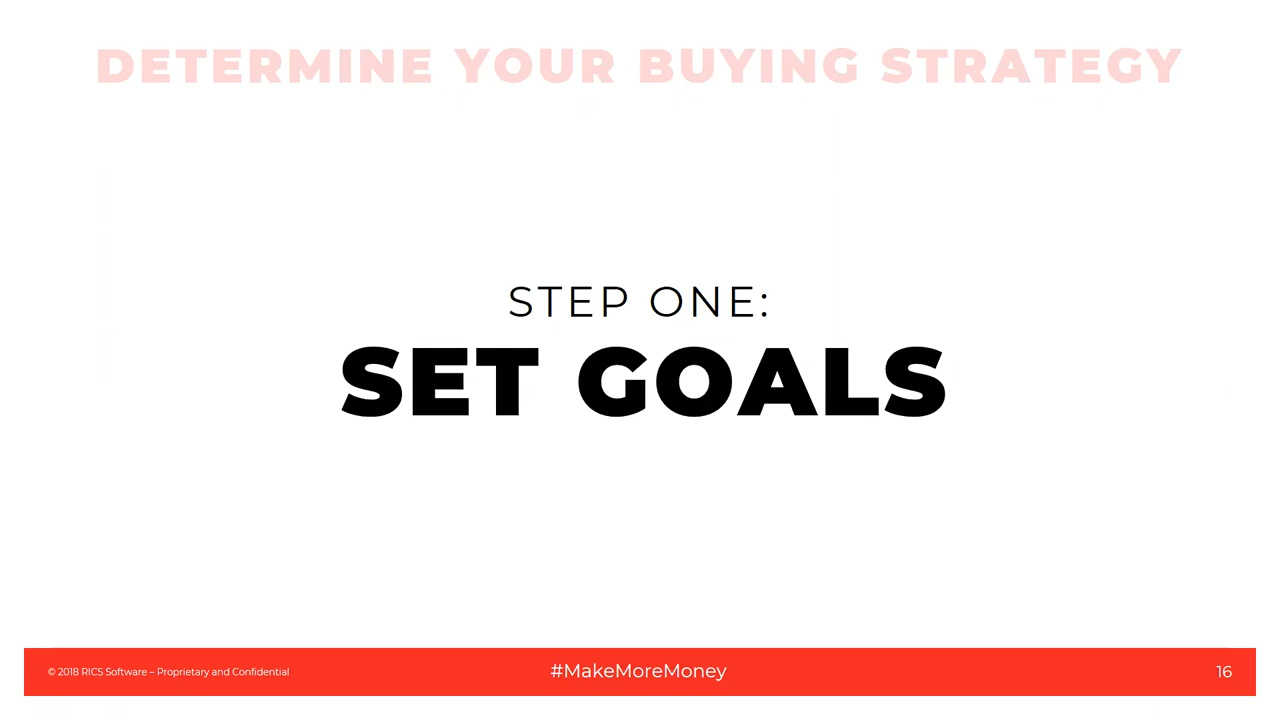 DETERMINE YOUR BUYING STRATEGY
STEP ONE:
SET GOALS
© 2018 RICS Software – Proprietary and Confidential
#MakeMoreMoney
16